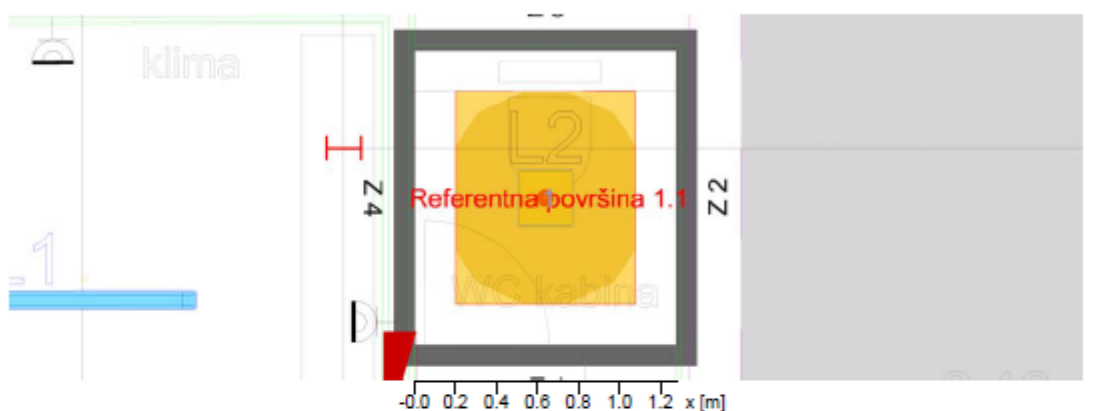 klima
L2
Z 4
Referentna površina 1.1
Z 2
WC kabina
-0.0 0.2 0.4 0.6 0.8 1.0 1.2 x [m]